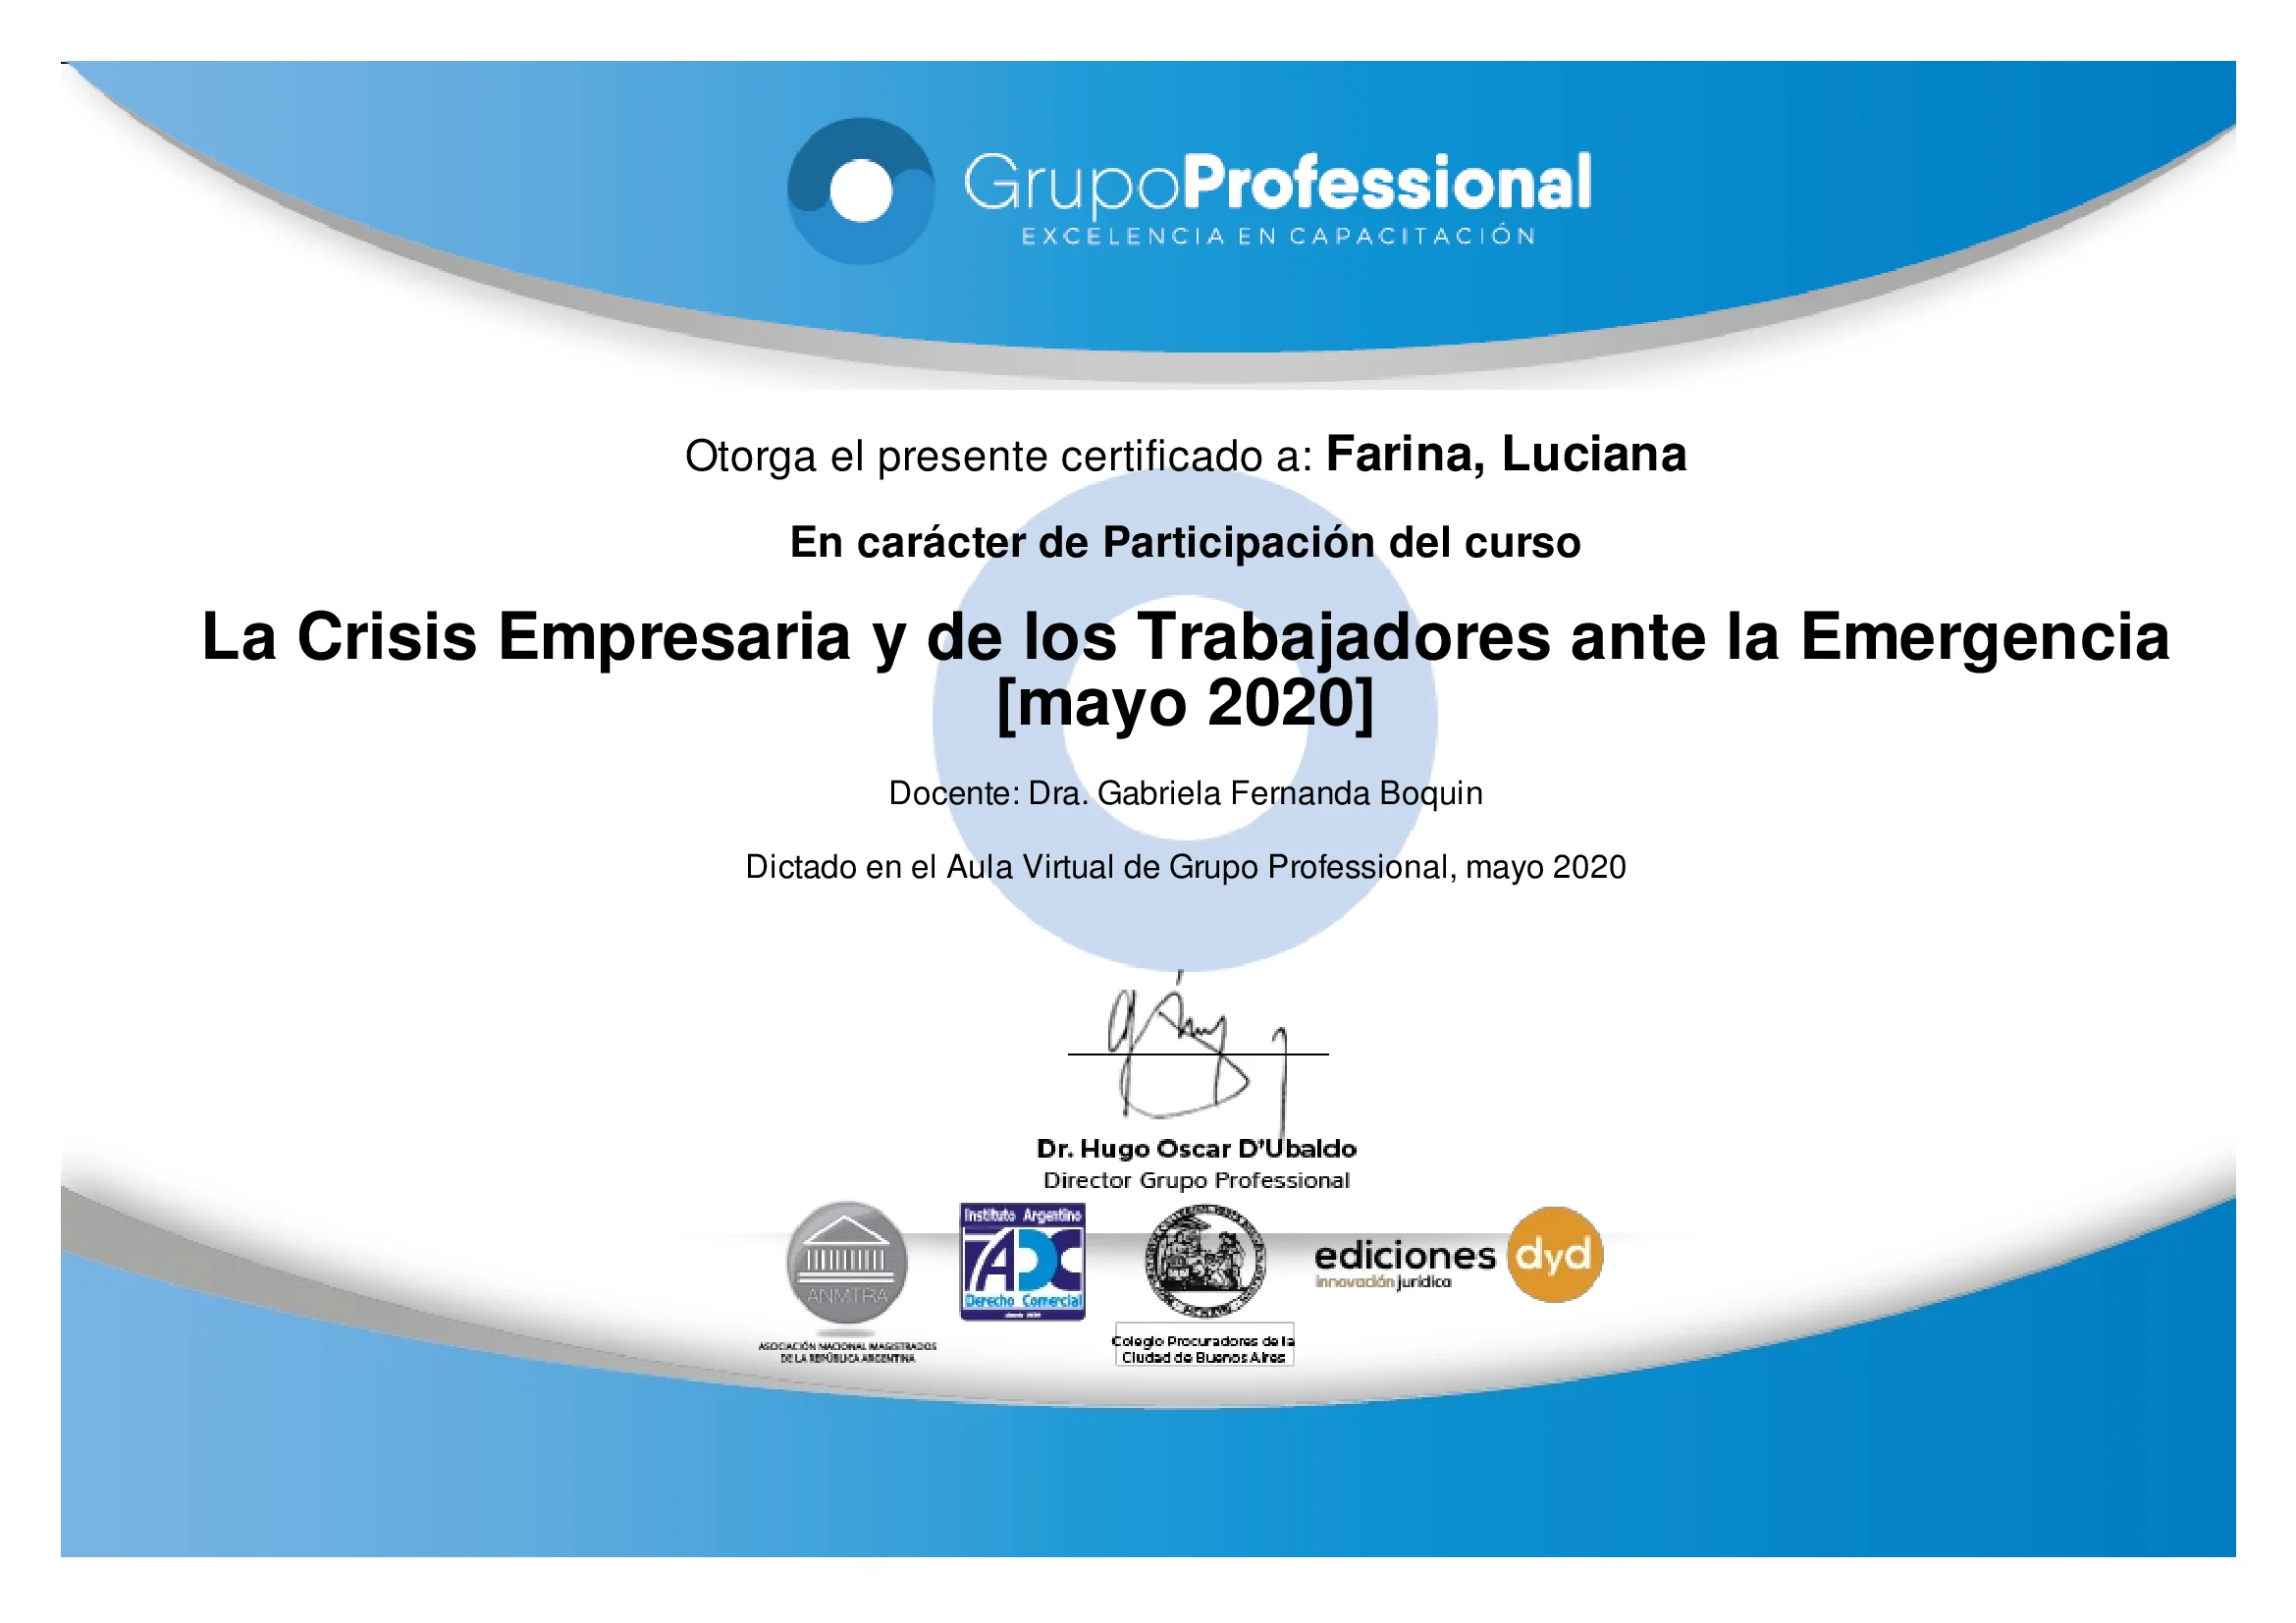 GrupoProfessional
EXCELENCIA EN CAPACITACIÓN
Otorga el presente certificado a: Farina, Luciana
En carácter de Participación del curso
La Crisis Empresaria y de los Trabajadores ante la Emergencia
[mayo 2020]
Docente: Dra. Gabriela Fernanda Boquin
Dictado en el Aula Virtual de Grupo Professional, mayo 2020
Dr. Hugo Oscar D'Ubaldo
Director Grupo Professional
ANMTRA
ASOCIACIÓN NACIONAL MAGISTRADOS
DE LA REPÚBLICA ARGENTINA
Instituto Argentino
IADC
Derecho Comercial
Colegio Procuradores de la
Ciudad de Buenos Aires
ediciones dyd
innovación jurídica